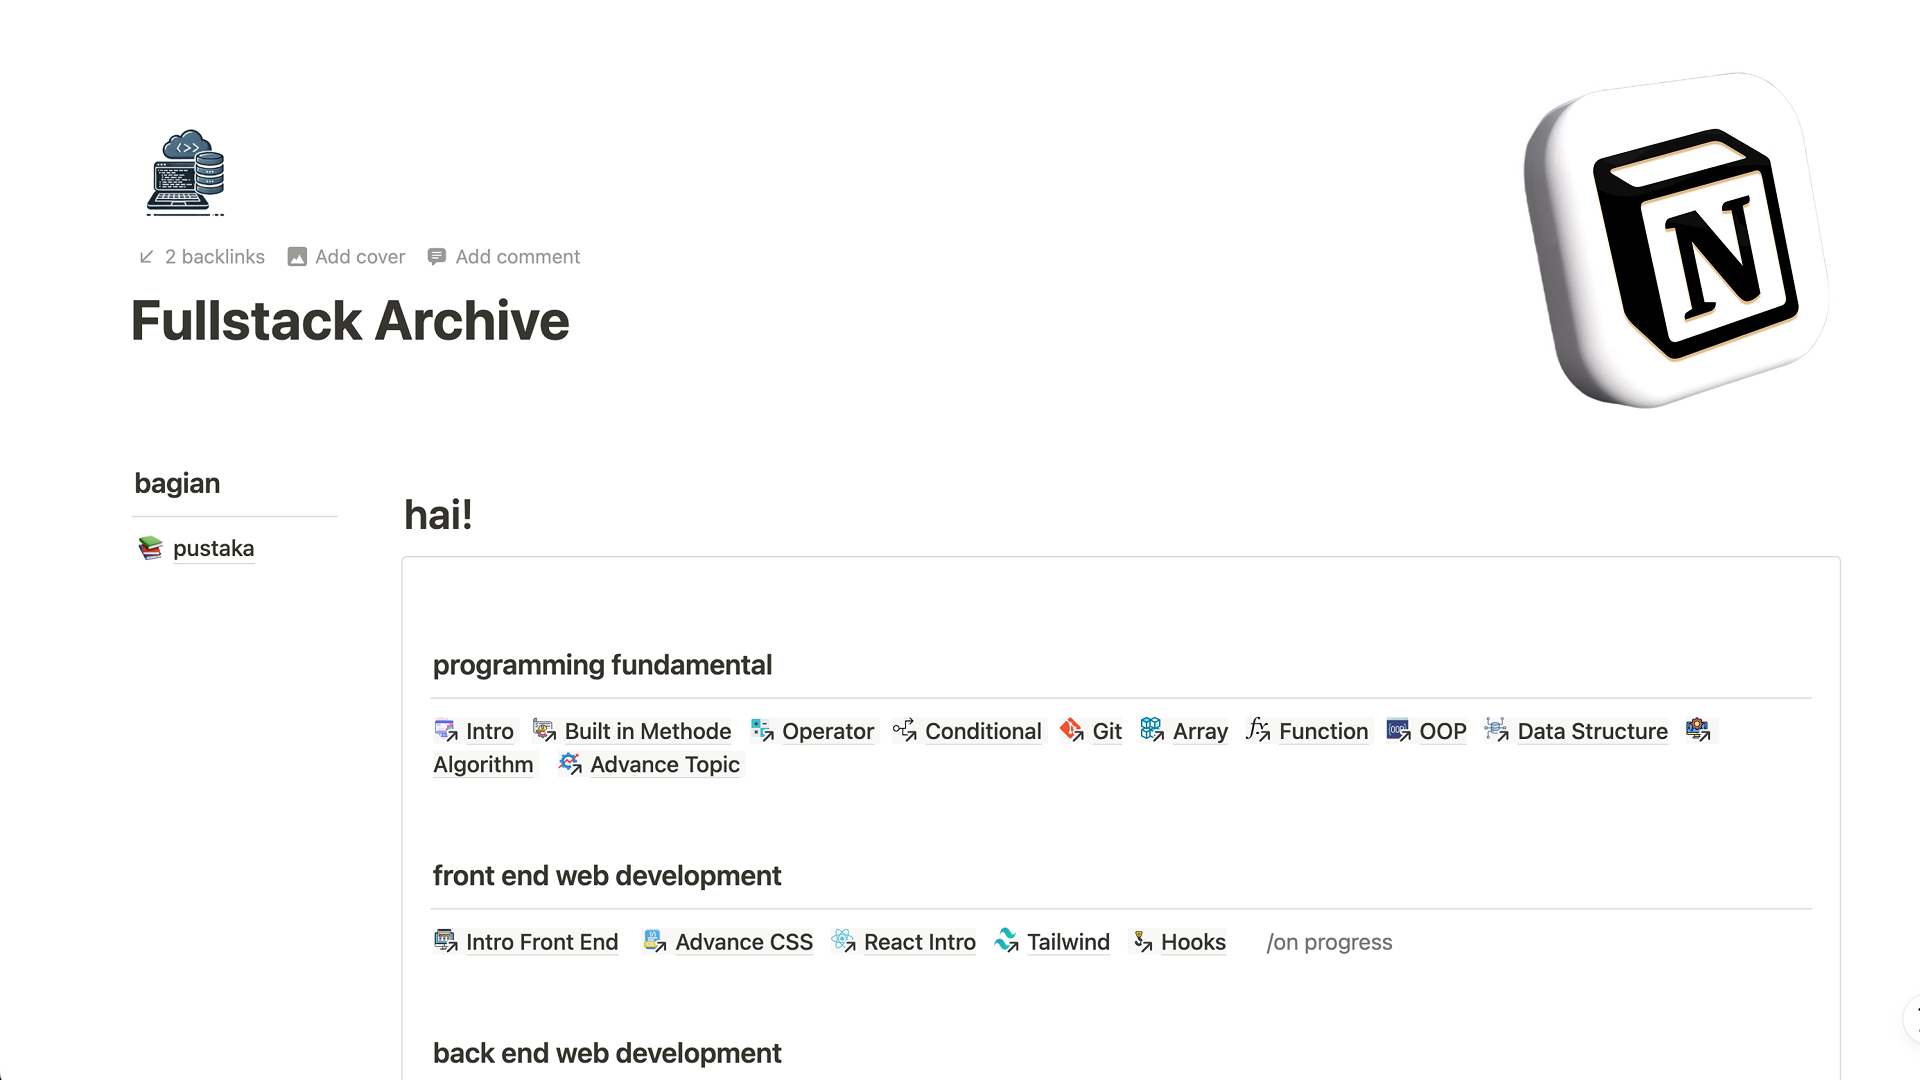 2 backlinks Add cover Add comment
Fullstack Archive
N
bagian
pustaka
hai!
programming fundamental
Intro Built in Methode Operator Conditional Git Array Function OOP Data Structure
Algorithm Advance Topic
front end web development
Intro Front End Advance CSS React Intro Tailwind Hooks /on progress
back end web development